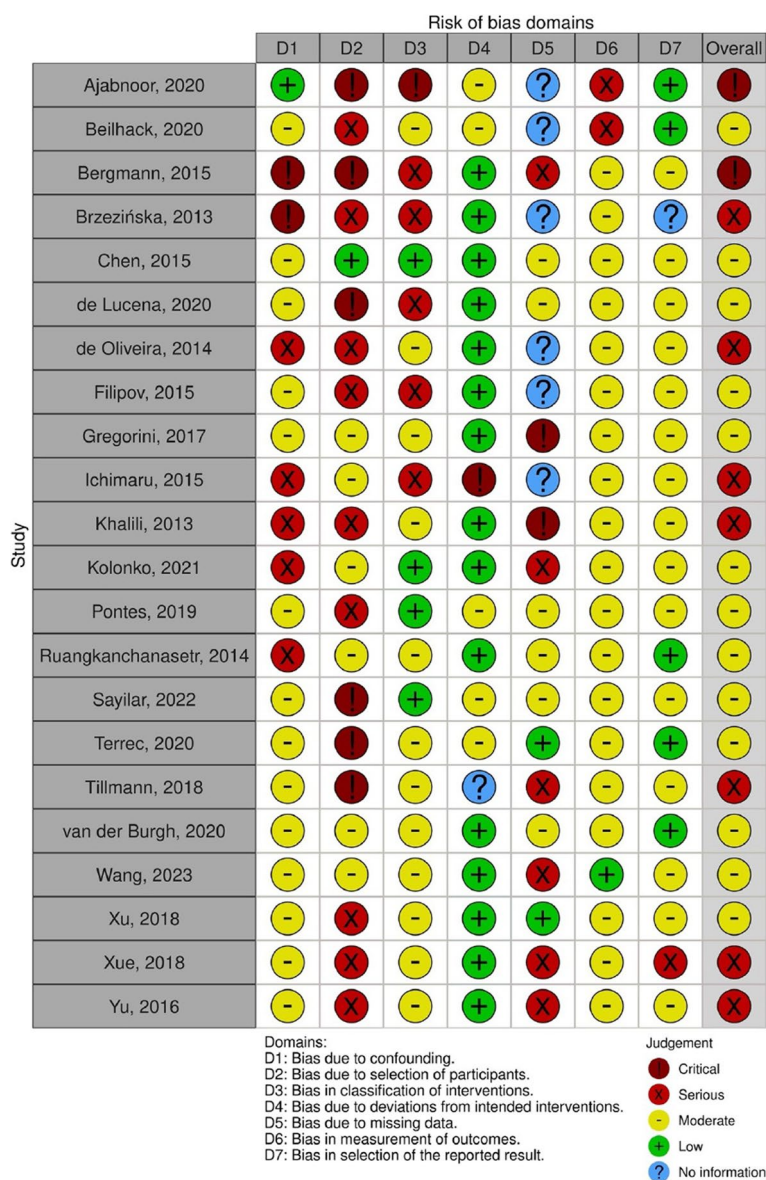 Risk of bias domains
D1 D2 D3 D4 D5 D6 D7 Overall
Study
Ajabnoor, 2020 + ! ! - ? X + !
Beilhack, 2020 - X - - ? X + -
Bergmann, 2015 ! ! X + X - - !
Brzezińska, 2013 ! X X + ? - ? X
Chen, 2015 - + + + - - - -
de Lucena, 2020 - ! X + - - - -
de Oliveira, 2014 X X - + ? - - X
Filipov, 2015 - X X + ? - - -
Gregorini, 2017 - - - + ! - - -
Ichimaru, 2015 X - X ! ? - - X
Khalili, 2013 X X - + ! - - X
Kolonko, 2021 X - + + X - - -
Pontes, 2019 - X + - - - - -
Ruangkanchanasetr, 2014 X - - + - - + -
Sayilar, 2022 - ! + - - - - -
Terrec, 2020 - ! - - + - + -
Tillmann, 2018 - ! - ? X - - X
van der Burgh, 2020 - - - + - - + -
Wang, 2023 - - - + X + - -
Xu, 2018 - X - + + - - -
Xue, 2018 - X - + X - X X
Yu, 2016 - X - + X - - X
Domains:
D1: Bias due to confounding.
D2: Bias due to selection of participants.
D3: Bias in classification of interventions.
D4: Bias due to deviations from intended interventions.
D5: Bias due to missing data.
D6: Bias in measurement of outcomes.
D7: Bias in selection of the reported result.
Judgement
! Critical
X Serious
- Moderate
+ Low
? No information